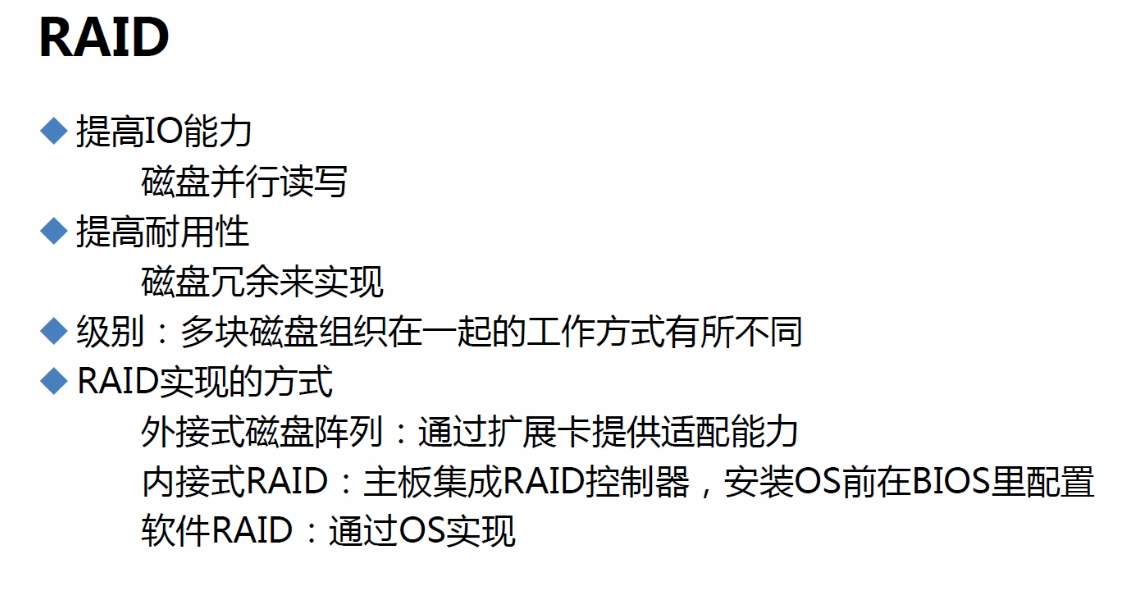 RAID
提高IO能力
磁盘并行读写
提高耐用性
磁盘冗余来实现
级别：多块磁盘组织在一起的工作方式有所不同
RAID实现的方式
外接式磁盘阵列：通过扩展卡提供适配能力
内接式RAID：主板集成RAID控制器，安装OS前在BIOS里配置
软件RAID：通过OS实现